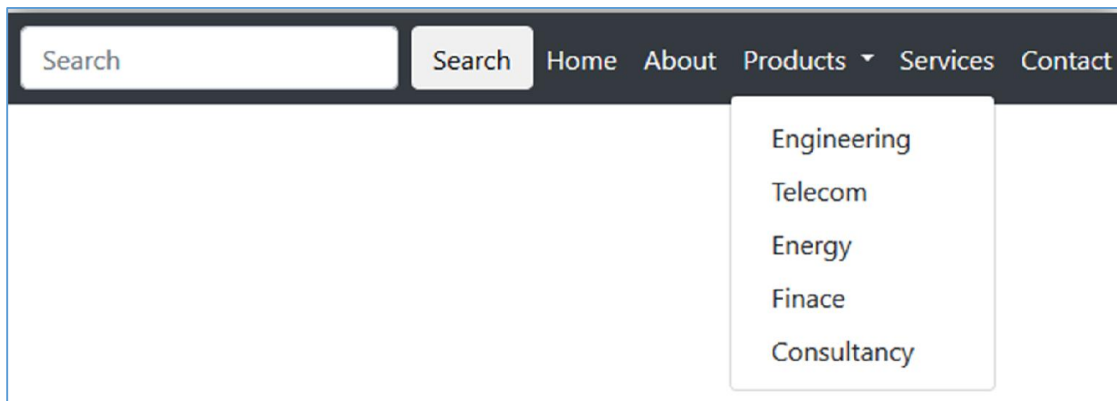 Search Search Home About Products Services Contact
Engineering
Telecom
Energy
Finace
Consultancy